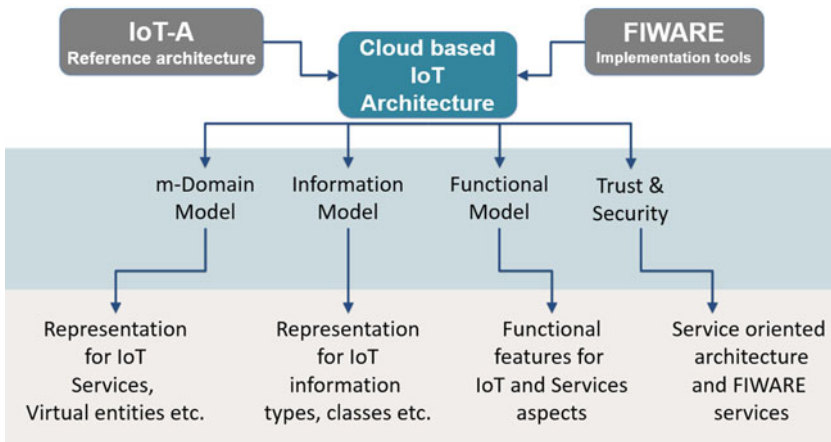 IoT-A
Reference architecture
Cloud based
IoT
Architecture
FIWARE
Implementation tools
m-Domain
Model
Information
Model
Functional
Model
Trust &
Security
Representation
for IoT
Services,
Virtual entities etc.
Representation
for IoT
information
types, classes etc.
Functional
features for
IoT and Services
aspects
Service oriented
architecture
and FIWARE
services